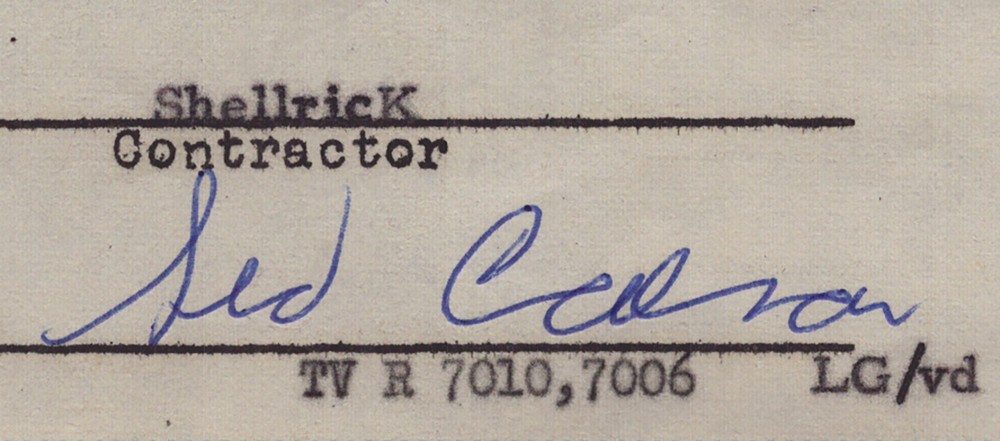 ShellricK
Contractor
TV R 7010,7006 LG/vd